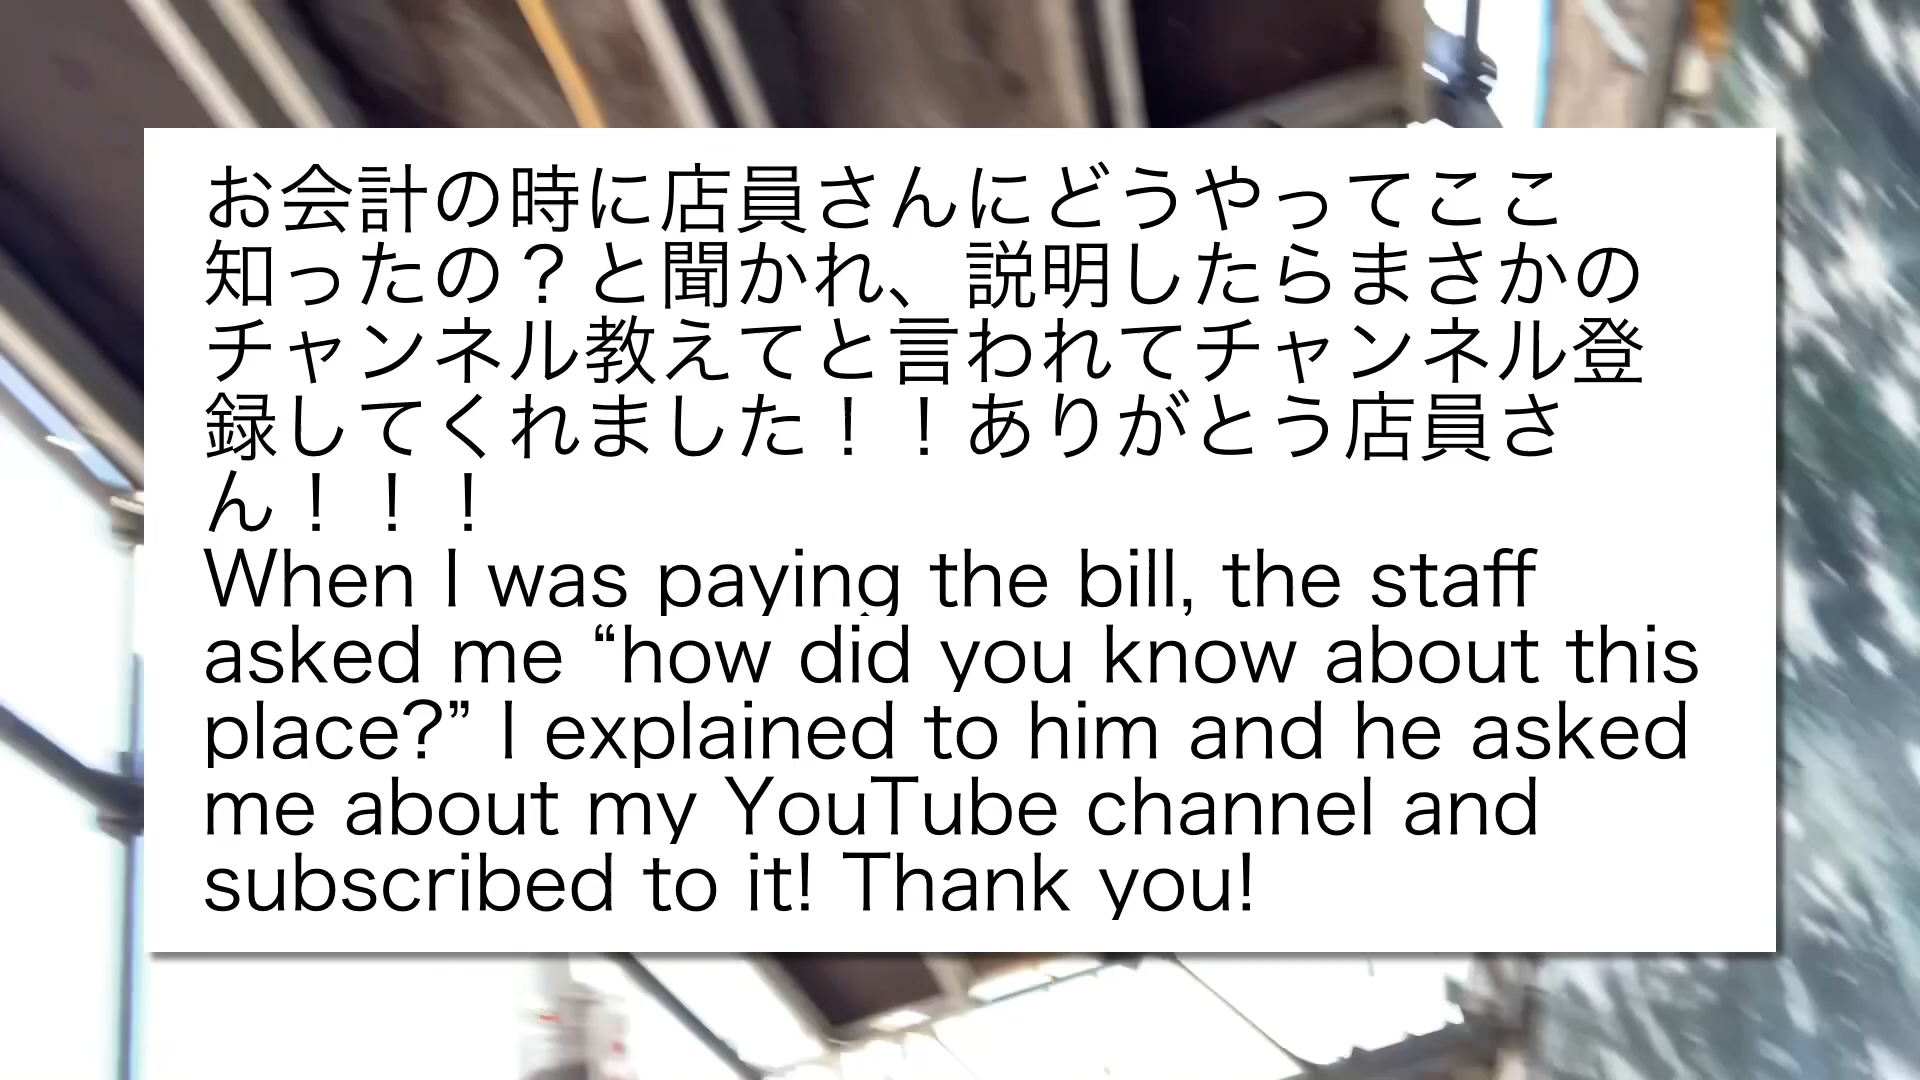 お会計の時に店員さんにどうやってここ
知ったの？と聞かれ、説明したらまさかの
チャンネル教えてと言われてチャンネル登
録してくれました！！ありがとう店員さ
ん！！！
When I was paying the bill, the staff
asked me “how did you know about this
place?” I explained to him and he asked
me about my YouTube channel and
subscribed to it! Thank you!